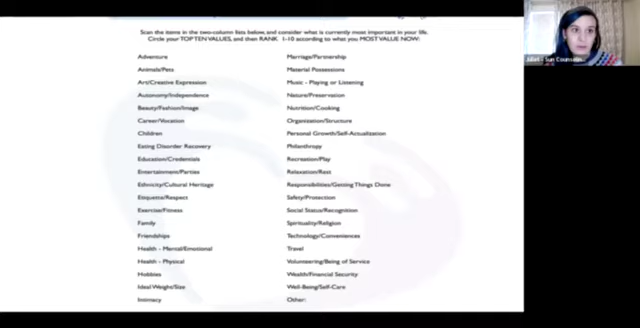 Scan the items in the two-column lists below, and consider what is currently most important in your life.
Circle your TOP TEN VALUES, and then RANK 1-10 according to what you MOST VALUE NOW:
Adventure
Animals/Pets
Art/Creative Expression
Autonomy/Independence
Beauty/Fashion/Image
Career/Vocation
Children
Eating Disorder Recovery
Education/Credentials
Entertainment/Parties
Ethnicity/Cultural Heritage
Etiquette/Respect
Exercise/Fitness
Family
Friendships
Health - Mental/Emotional
Health - Physical
Hobbies
Ideal Weight/Size
Intimacy
Marriage/Partnership
Material Possessions
Music - Playing or Listening
Nature/Preservation
Nutrition/Cooking
Organization/Structure
Personal Growth/Self-Actualization
Philanthropy
Recreation/Play
Relaxation/Rest
Responsibilities/Getting Things Done
Safety/Protection
Social Status/Recognition
Spirituality/Religion
Technology/Conveniences
Travel
Volunteering/Being of Service
Wealth/Financial Security
Well-Being/Self-Care
Other: